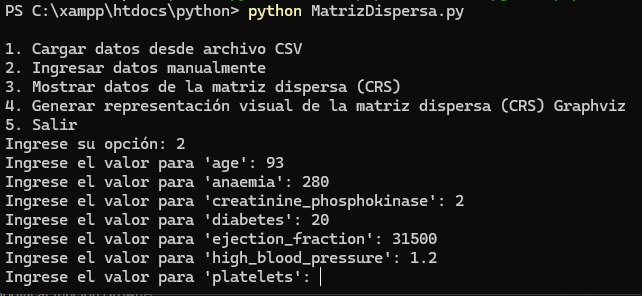 PS C:\xampp\htdocs\python> python MatrizDispersa.py
1. Cargar datos desde archivo CSV
2. Ingresar datos manualmente
3. Mostrar datos de la matriz dispersa (CRS)
4. Generar representación visual de la matriz dispersa (CRS) Graphviz
5. Salir
Ingrese su opción: 2
Ingrese el valor para 'age': 93
Ingrese el valor para 'anaemia': 280
Ingrese el valor para 'creatinine_phosphokinase': 2
Ingrese el valor para 'diabetes': 20
Ingrese el valor para 'ejection_fraction': 31500
Ingrese el valor para 'high_blood_pressure': 1.2
Ingrese el valor para 'platelets':